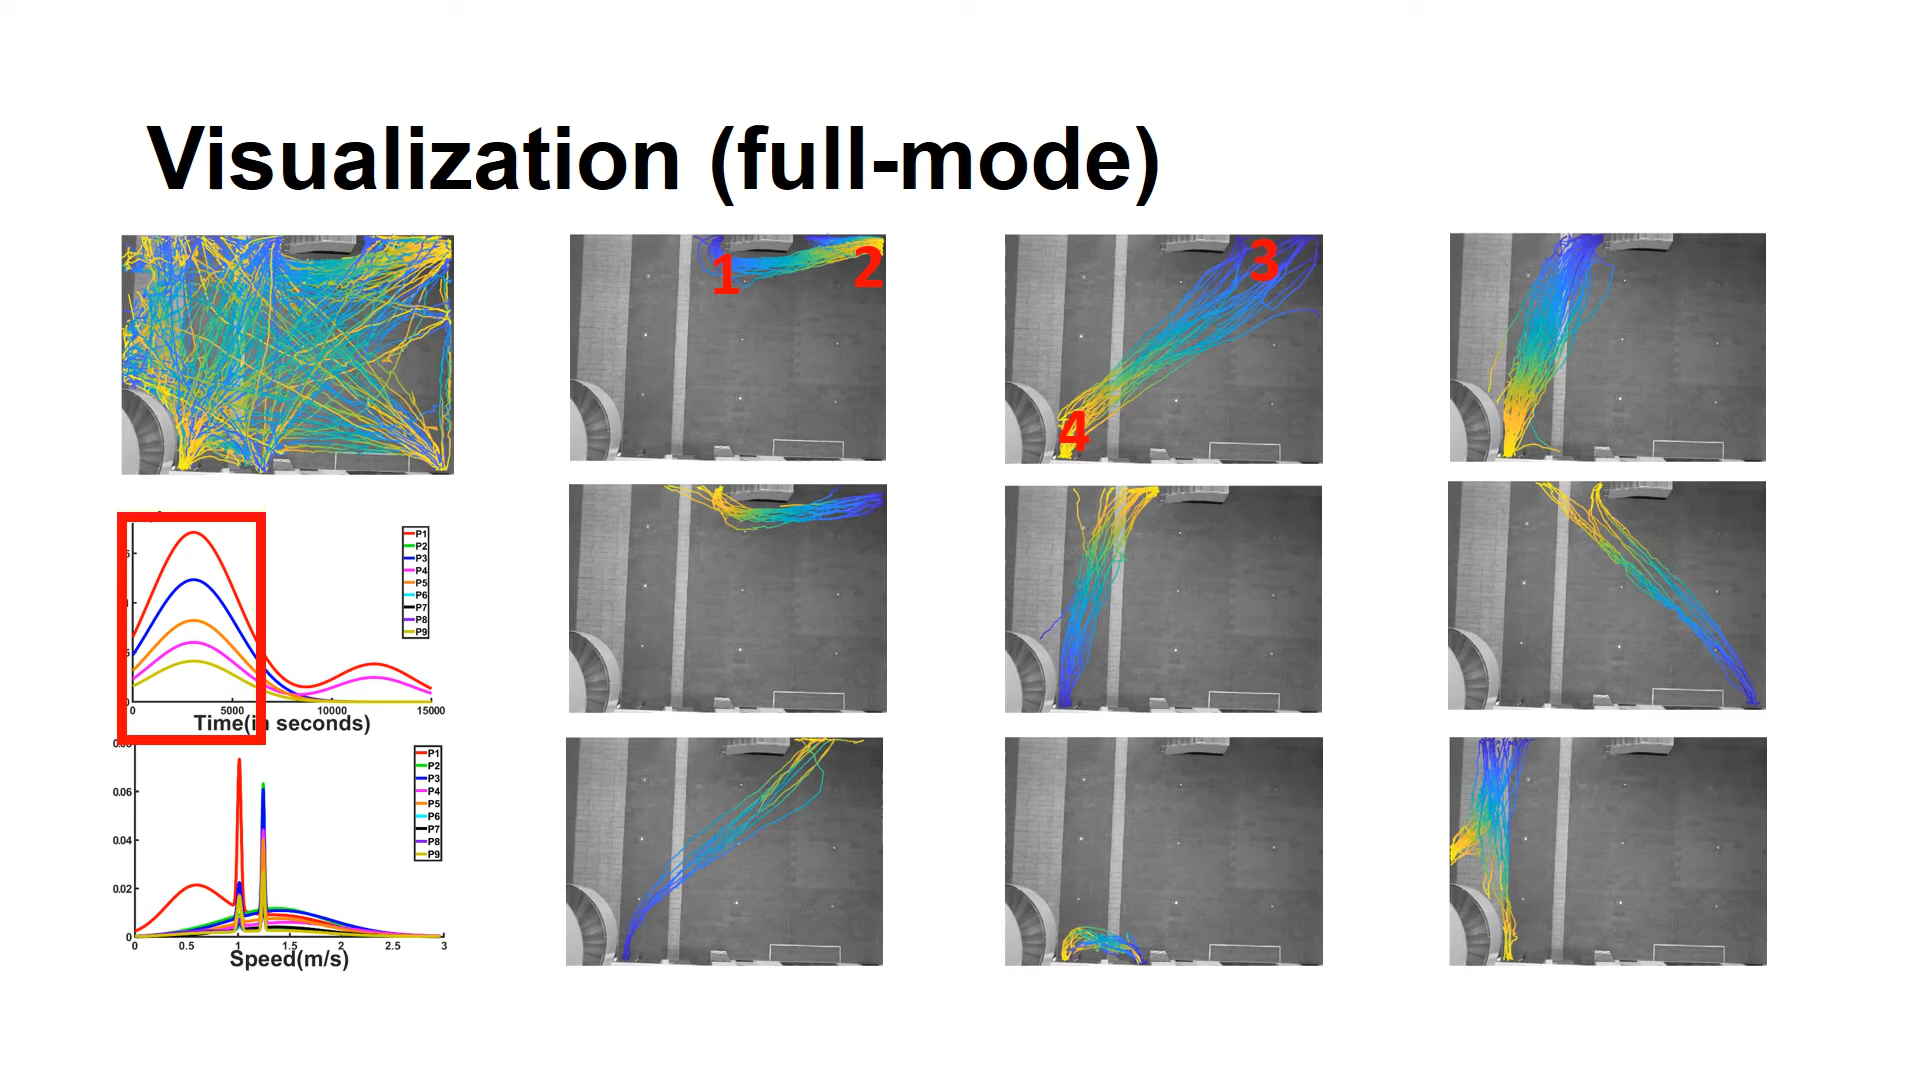 Visualization (full-mode)
1
2
3
4
P1
P2
P3
P4
P5
P6
P7
P8
P9
0
5000
10000
15000
Time(in seconds)
P1
P2
P3
P4
P5
P6
P7
P8
P9
0.06
0.04
0.02
0
0
0.5
1
1.5
2
2.5
3
Speed(m/s)